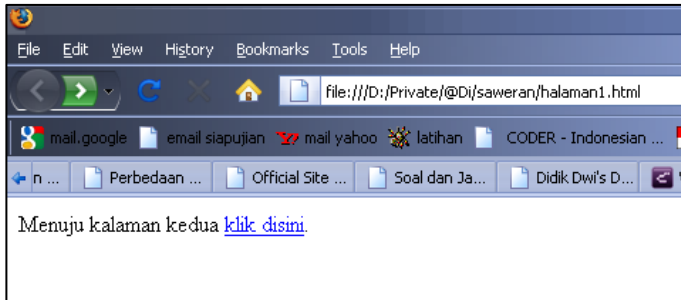 File Edit View History Bookmarks Tools Help
file:///D:/Private/@Di/saweran/halaman1.html
mail.google email siapujian mail yahoo latihan CODER - Indonesian ...
n ... Perbedaan ... Official Site ... Soal dan Ja... Didik Dwi's D...
Menuju kalaman kedua klik disini.